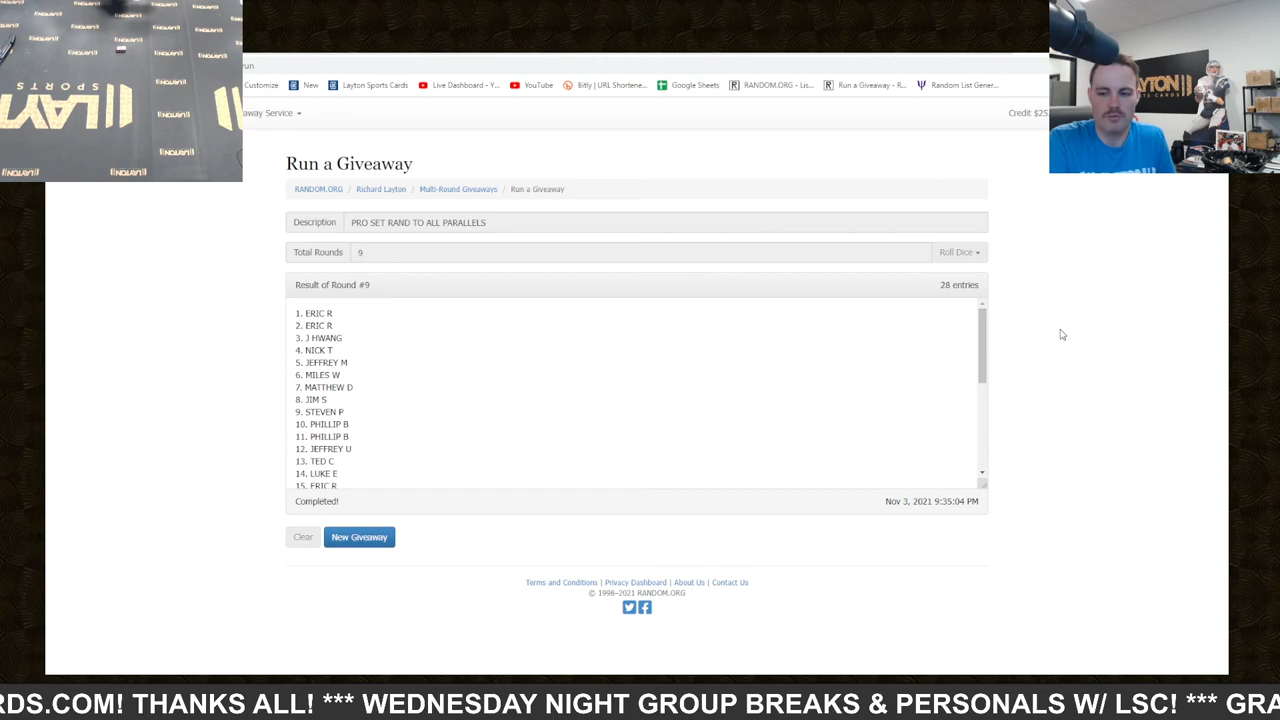 Customize New Layton Sports Cards Live Dashboard - Y... YouTube Bitly | URL Shortene... Google Sheets RANDOM.ORG - Lis... Run a Giveaway - R... Random List Gener...
away Service
Credit $25
Run a Giveaway
RANDOM.ORG / Richard Layton / Multi-Round Giveaways / Run a Giveaway
Description PRO SET RAND TO ALL PARALLELS
Total Rounds 9 Roll Dice
Result of Round #9 28 entries
1. ERIC R
2. ERIC R
3. J HWANG
4. NICK T
5. JEFFREY M
6. MILES W
7. MATTHEW D
8. JIM S
9. STEVEN P
10. PHILLIP B
11. PHILLIP B
12. JEFFREY U
13. TED C
14. LUKE E
15. ERIC R
Completed! Nov 3, 2021 9:35:04 PM
Clear New Giveaway
Terms and Conditions | Privacy Dashboard | About Us | Contact Us
© 1998–2021 RANDOM.ORG
LAYTON
SPORTS
LAYTON
SPORTS CARDS
RDS.COM! THANKS ALL! *** WEDNESDAY NIGHT GROUP BREAKS & PERSONALS W/ LSC! *** GRA